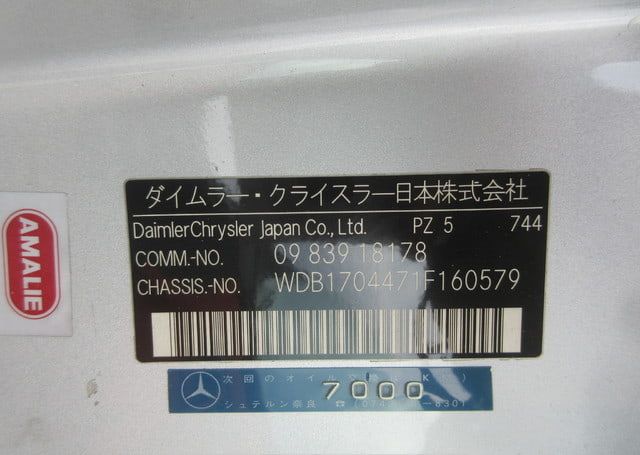 ダイムラー・クライスラー日本株式会社
DaimlerChrysler Japan Co., Ltd. PZ 5 744
COMM.-NO. 09 839 18178
CHASSIS.-NO. WDB1704471F160579
AMALIE
次回のオイル
7000
シュテルン奈良 ☎